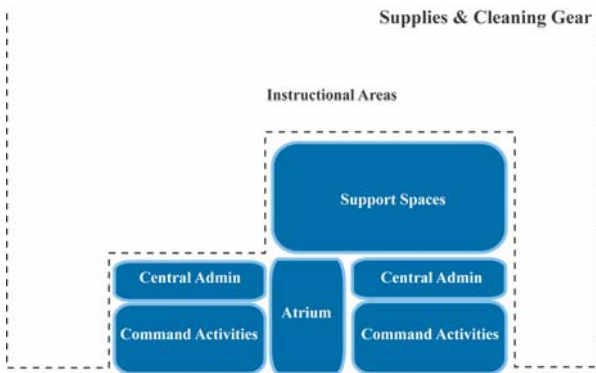 Supplies & Cleaning Gear
Instructional Areas
Support Spaces
Central Admin
Central Admin
Atrium
Command Activities
Command Activities